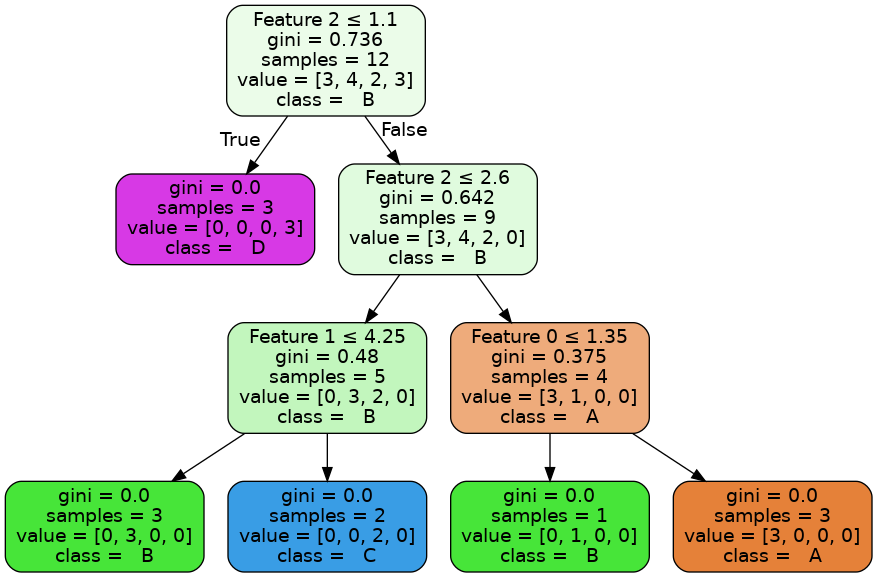 Feature 2 ≤ 1.1
gini = 0.736
samples = 12
value = [3, 4, 2, 3]
class = B
True
False
gini = 0.0
samples = 3
value = [0, 0, 0, 3]
class = D
Feature 2 ≤ 2.6
gini = 0.642
samples = 9
value = [3, 4, 2, 0]
class = B
Feature 1 ≤ 4.25
gini = 0.48
samples = 5
value = [0, 3, 2, 0]
class = B
Feature 0 ≤ 1.35
gini = 0.375
samples = 4
value = [3, 1, 0, 0]
class = A
gini = 0.0
samples = 3
value = [0, 3, 0, 0]
class = B
gini = 0.0
samples = 2
value = [0, 0, 2, 0]
class = C
gini = 0.0
samples = 1
value = [0, 1, 0, 0]
class = B
gini = 0.0
samples = 3
value = [3, 0, 0, 0]
class = A